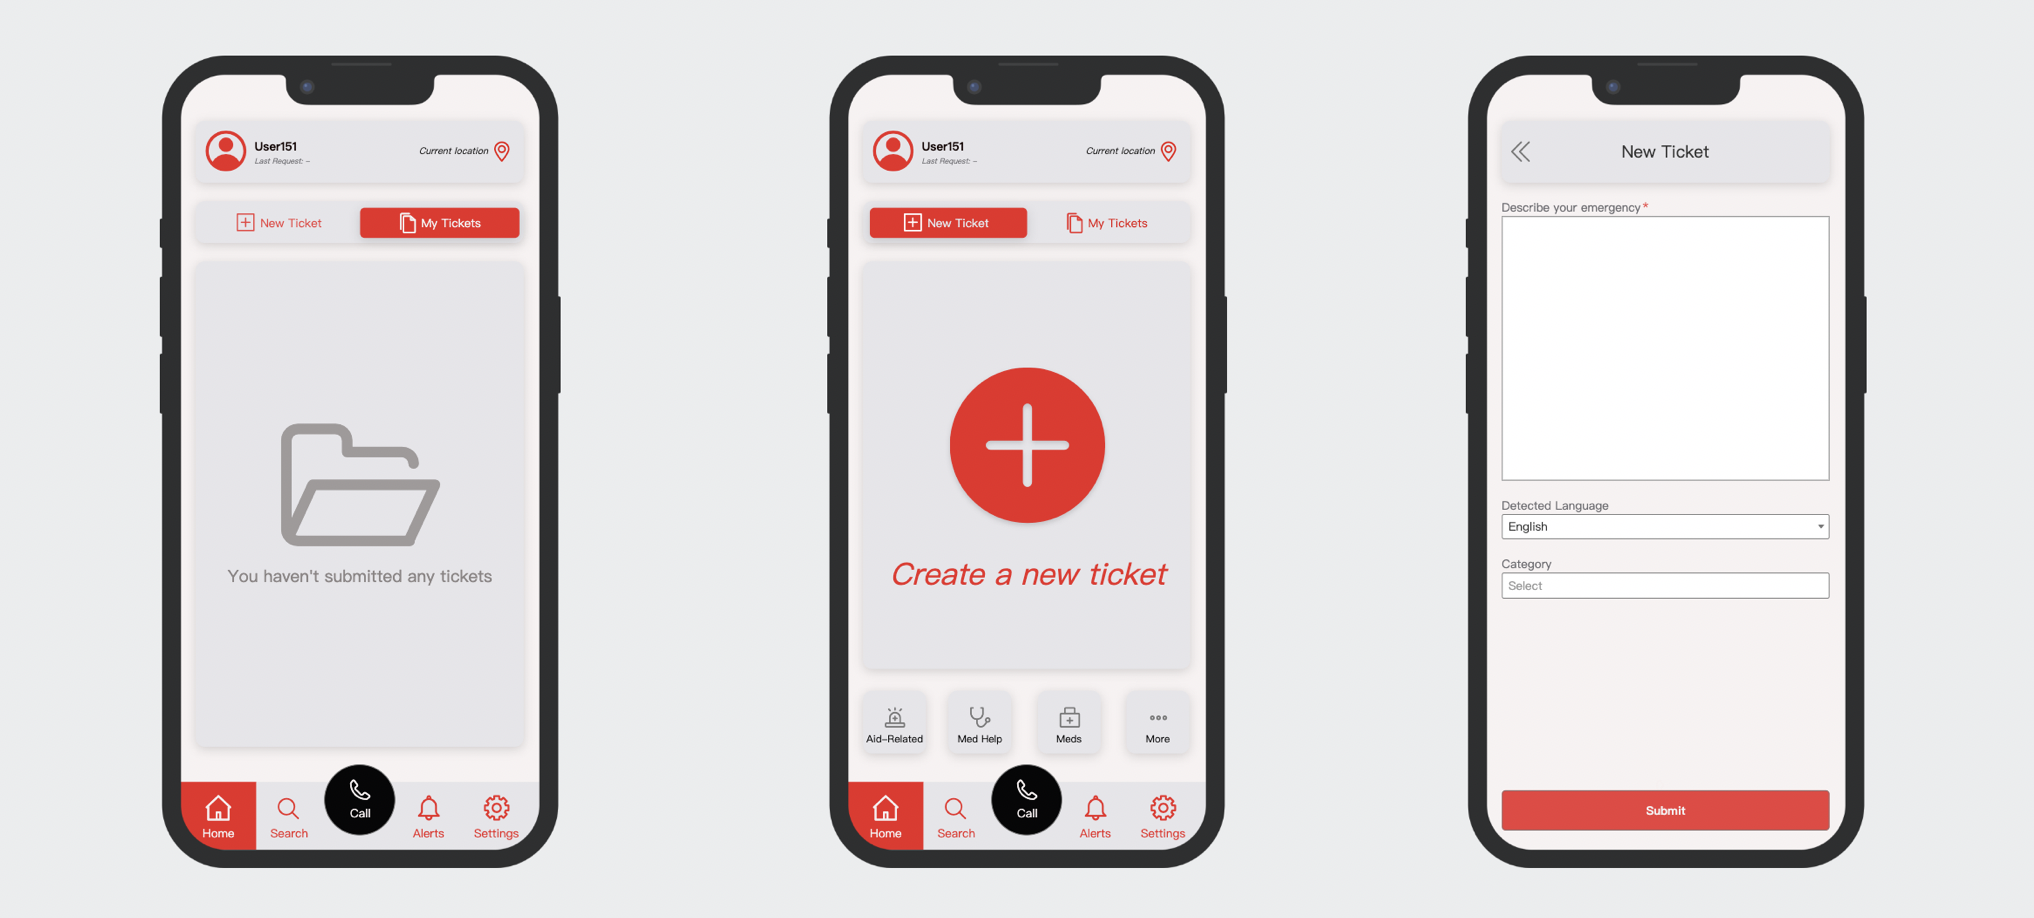 User151
Last Request: –
Current location
New Ticket
My Tickets
You haven't submitted any tickets
Home
Search
Call
Alerts
Settings
User151
Last Request: –
Current location
New Ticket
My Tickets
Create a new ticket
Aid-Related
Med Help
Meds
More
Home
Search
Call
Alerts
Settings
New Ticket
Describe your emergency*
Detected Language
English
Category
Select
Submit